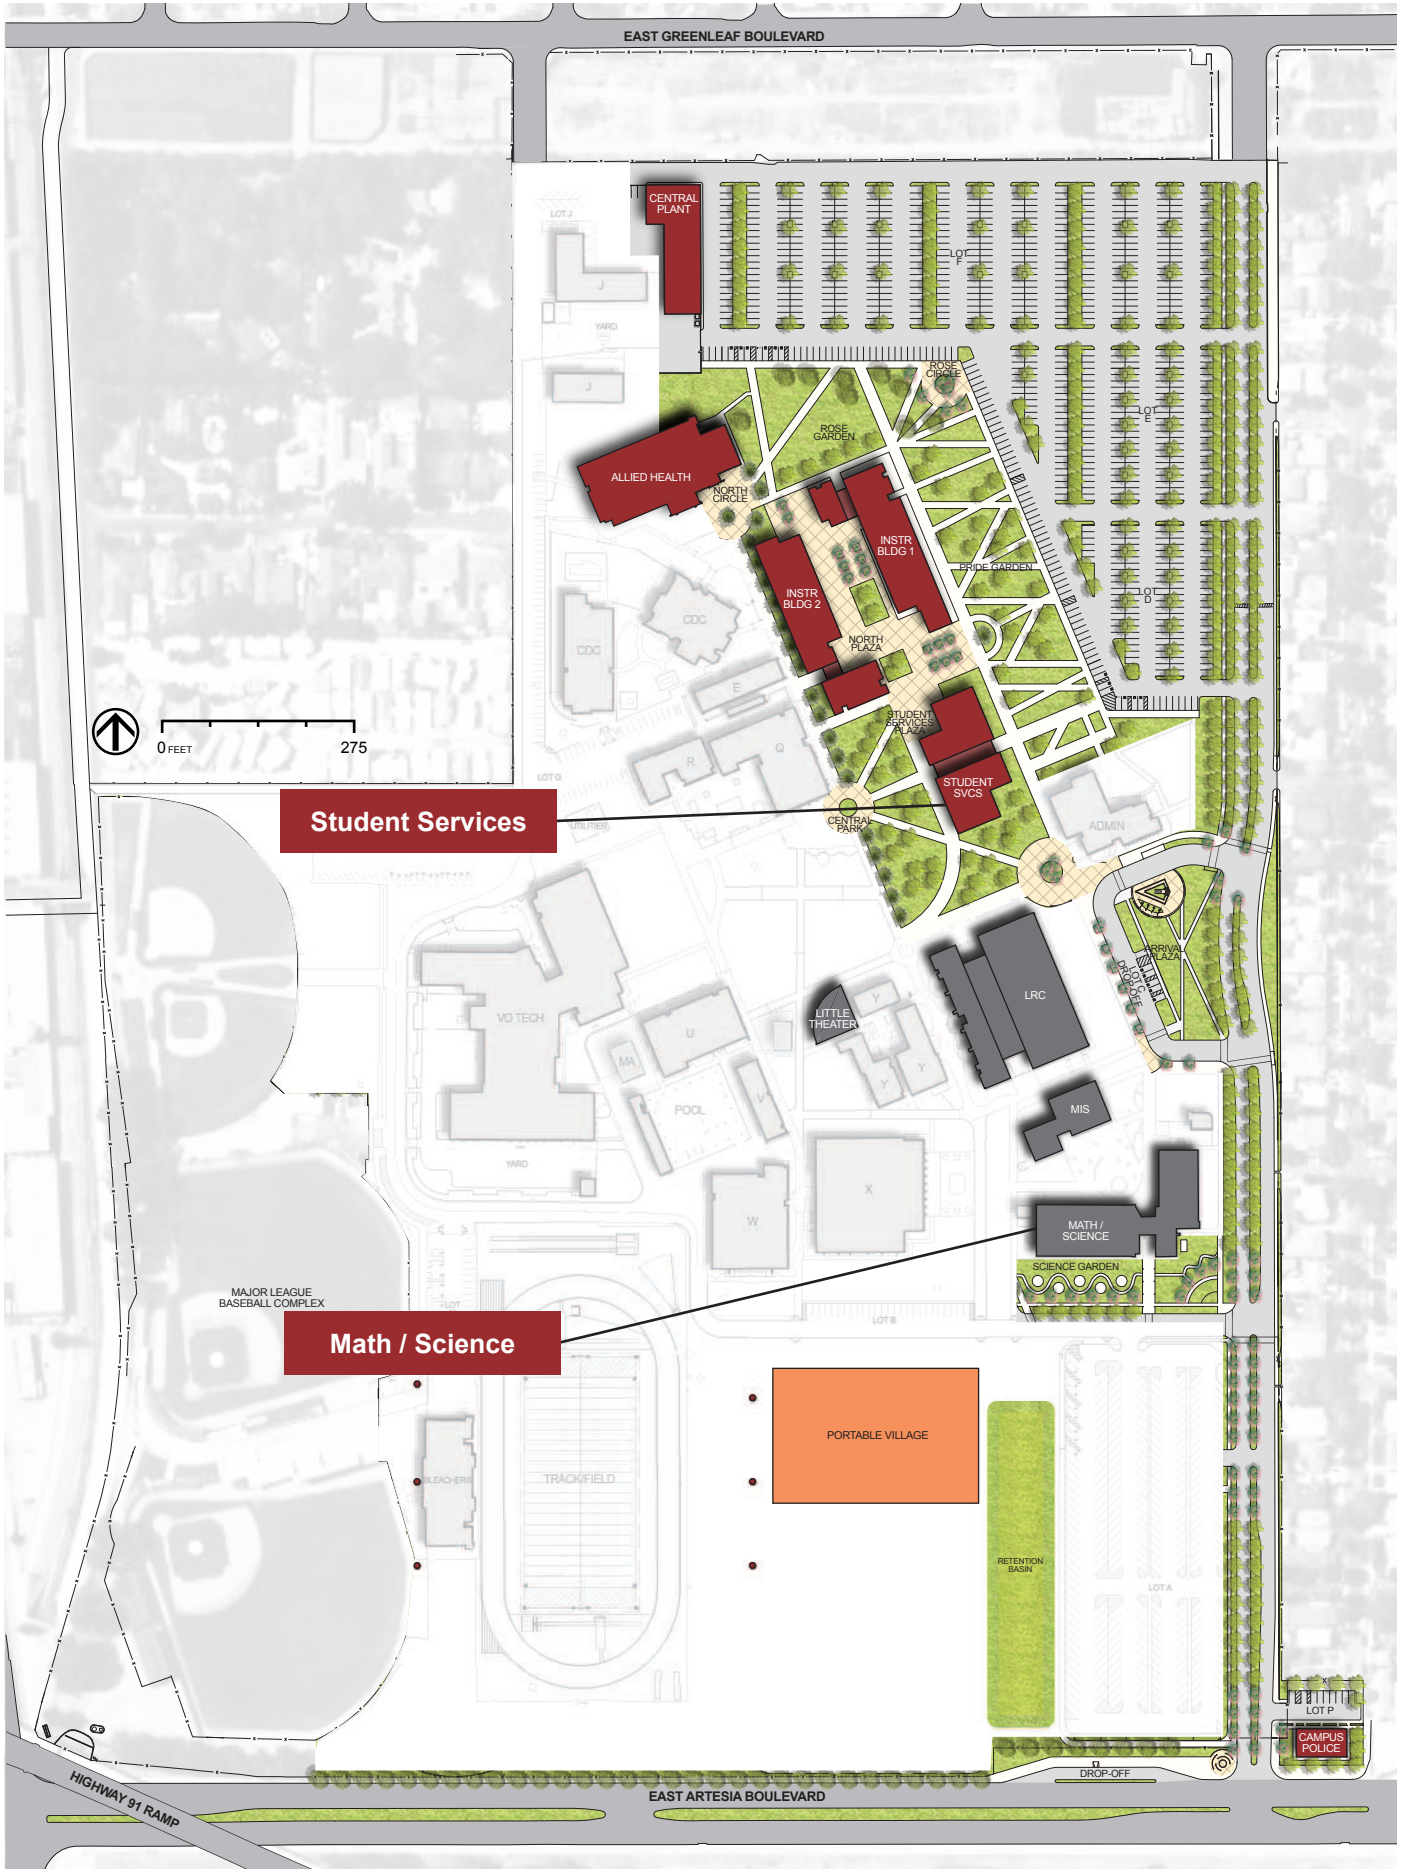 EAST GREENLEAF BOULEVARD
CENTRAL
PLANT
LOT J
J
YARD
J
LOT
F
ROSE
CIRCLE
LOT
E
ROSE
GARDEN
ALLIED HEALTH
NORTH
CIRCLE
INSTR
BLDG 1
PRIDE GARDEN
INSTR
BLDG 2
LOT
D
CDC
CDC
NORTH
PLAZA
E
STUDENT
SERVICES
PLAZA
0 FEET
275
R
Q
LOT G
STUDENT
SVCS
Student Services
UTILITIES
CENTRAL
PARK
ADMIN
ARRIVAL
PLAZA
LOT C
DROP-OFF
LRC
LITTLE
THEATER
Y
Y
Y
VO TECH
U
MA
POOL
V
MIS
YARD
X
W
MATH /
SCIENCE
SCIENCE GARDEN
MAJOR LEAGUE
BASEBALL COMPLEX
LOT
LOT B
Math / Science
PORTABLE VILLAGE
BLEACHERS
TRACK/FIELD
RETENTION
BASIN
LOT A
LOT P
CAMPUS
POLICE
DROP-OFF
HIGHWAY 91 RAMP
EAST ARTESIA BOULEVARD